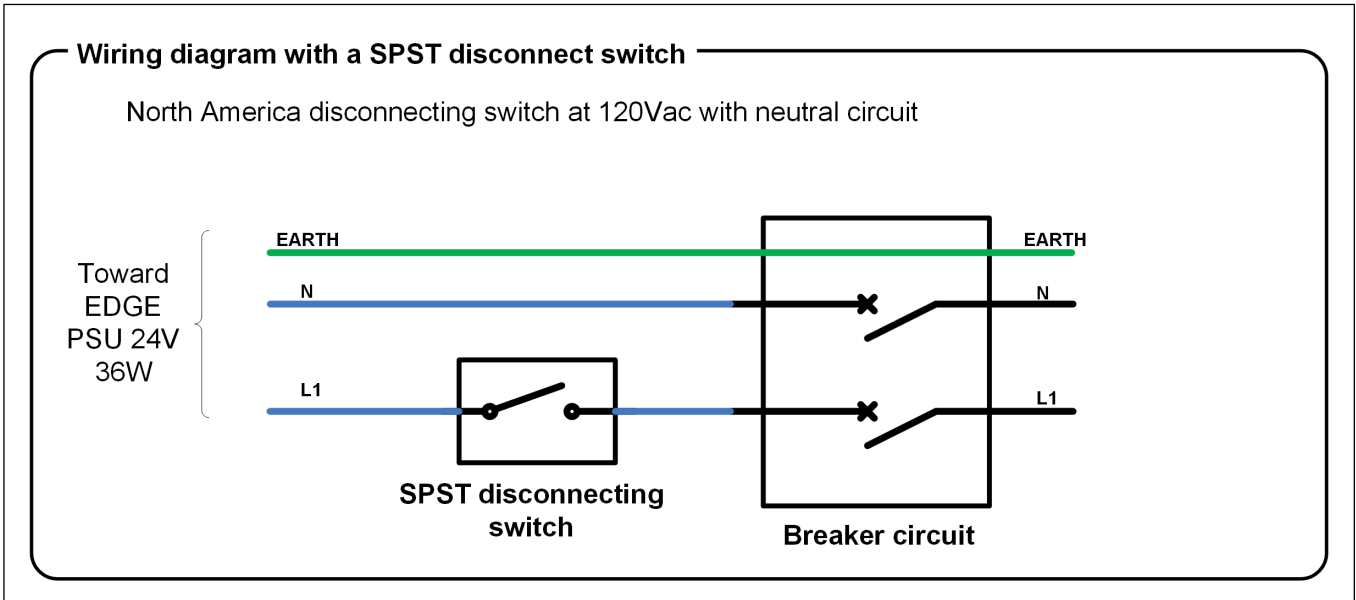 Wiring diagram with a SPST disconnect switch
North America disconnecting switch at 120Vac with neutral circuit
Toward
EDGE
PSU 24V
36W
EARTH
EARTH
N
N
L1
L1
SPST disconnecting
switch
Breaker circuit